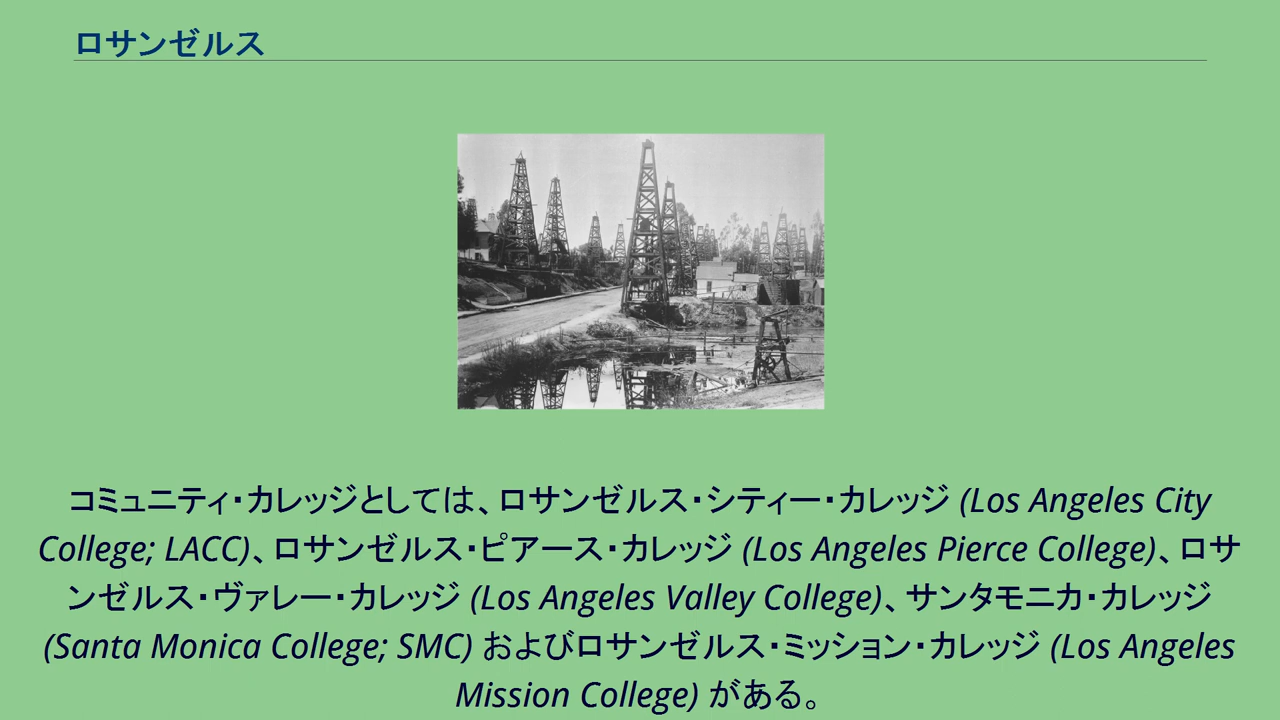 ロサンゼルス
コミュニティ・カレッジとしては、ロサンゼルス・シティー・カレッジ (Los Angeles City
College; LACC)、ロサンゼルス・ピアース・カレッジ (Los Angeles Pierce College)、ロサ
ンゼルス・ヴァレー・カレッジ (Los Angeles Valley College)、サンタモニカ・カレッジ
(Santa Monica College; SMC) およびロサンゼルス・ミッション・カレッジ (Los Angeles
Mission College) がある。